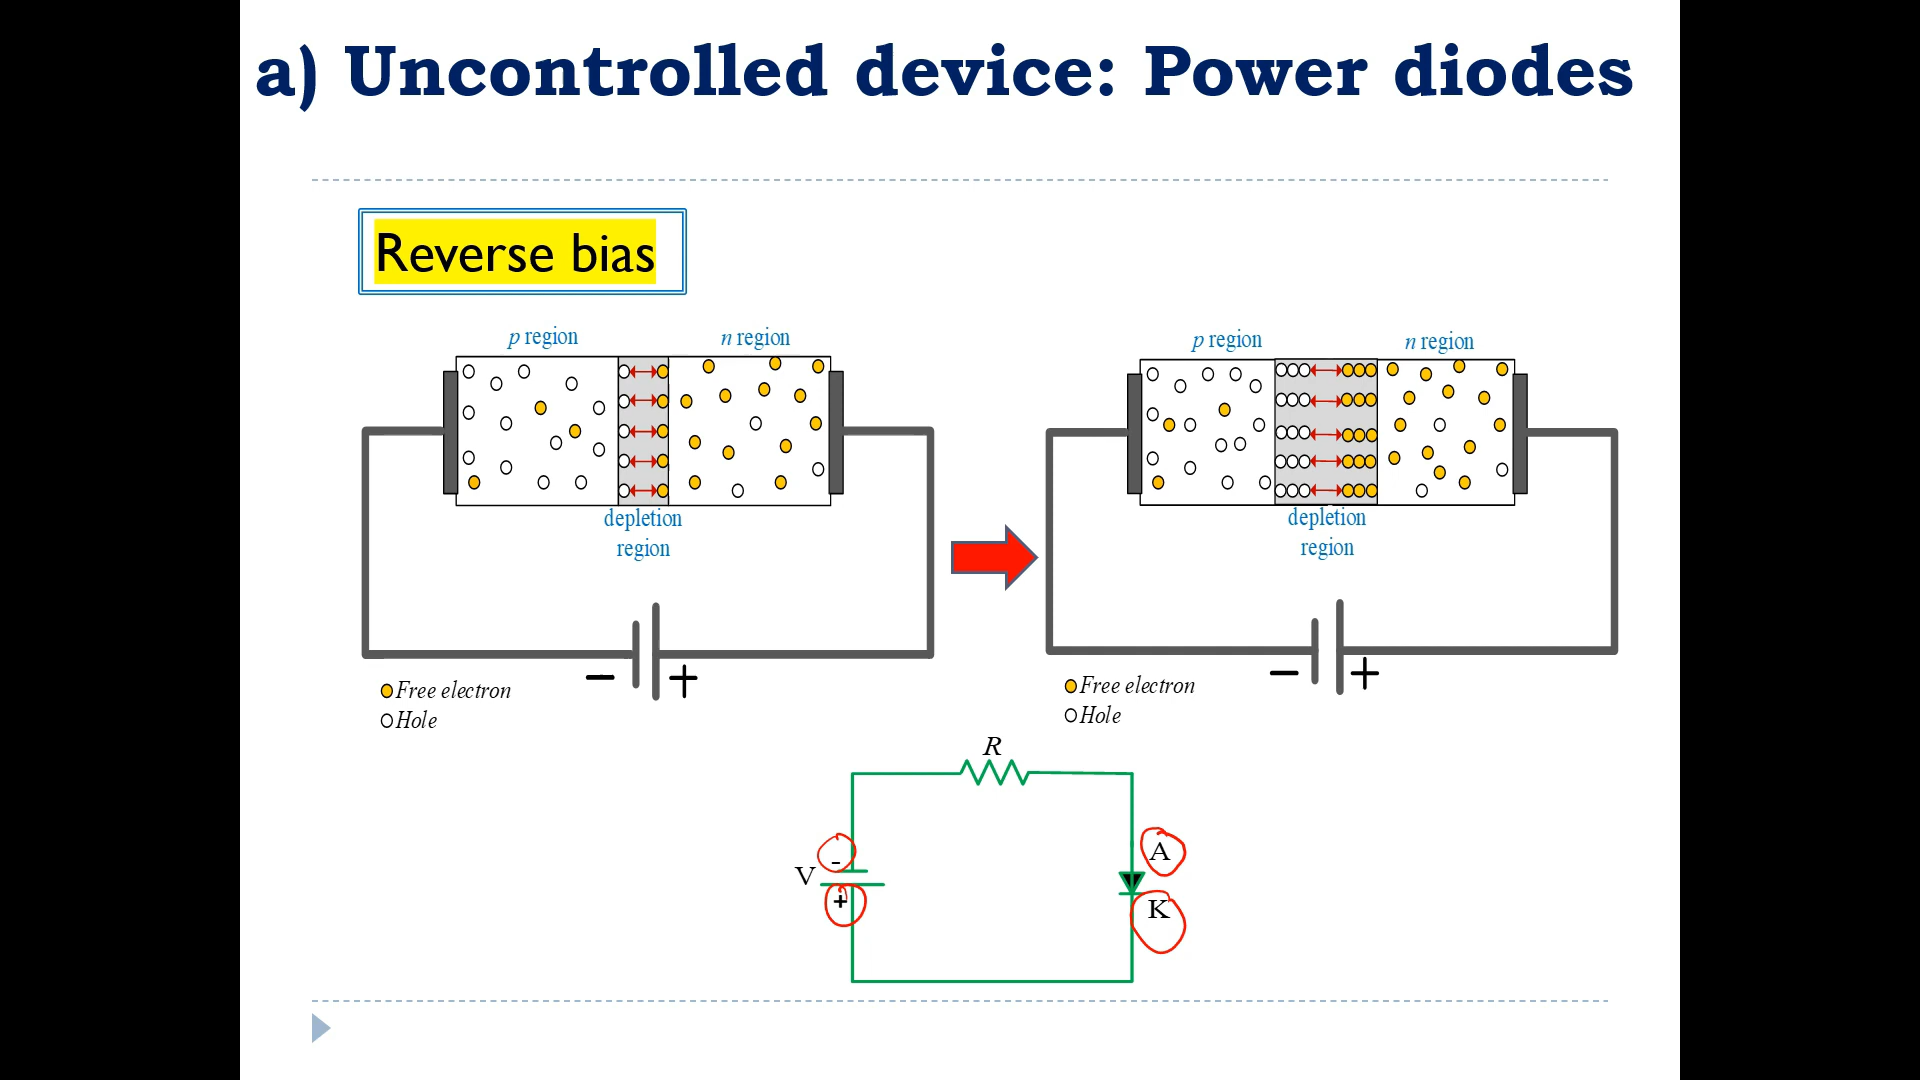 a) Uncontrolled device: Power diodes
Reverse bias
p region
n region
depletion
region
− +
Free electron
Hole
p region
n region
depletion
region
− +
Free electron
Hole
R
-
V
+
A
K